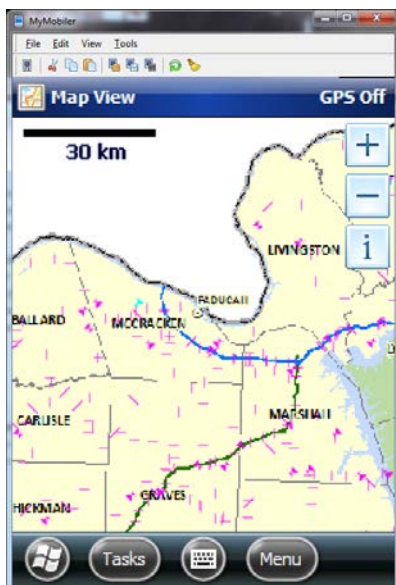 MyMobiler
File Edit View Tools
Map View GPS Off
30 km
+
−
i
LIVINGSTON
PADUCAH
BALLARD
MCCRACKEN
CARLISLE
MARSHALL
GRAVES
HICKMAN
Tasks Menu